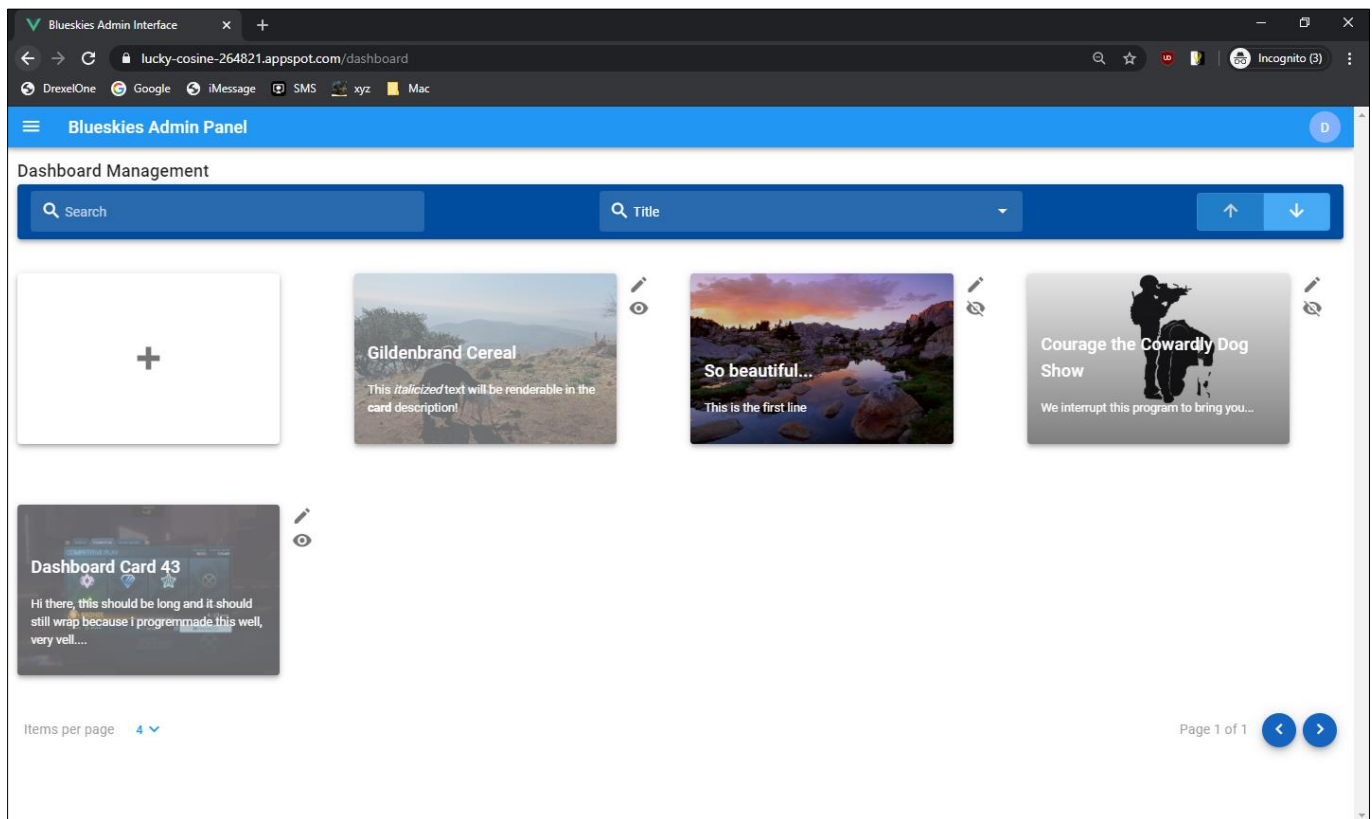 Blueskies Admin Interface
lucky-cosine-264821.appspot.com/dashboard
Incognito (3)
DrexelOne Google iMessage SMS xyz Mac
Blueskies Admin Panel
D
Dashboard Management
Search
Title
Gildenbrand Cereal
This italicized text will be renderable in the
card description!
So beautiful...
This is the first line
Courage the Cowardly Dog
Show
We interrupt this program to bring you...
Dashboard Card 43
Hi there, this should be long and it should
still wrap because i progremmade this well,
very vell....
Items per page 4
Page 1 of 1